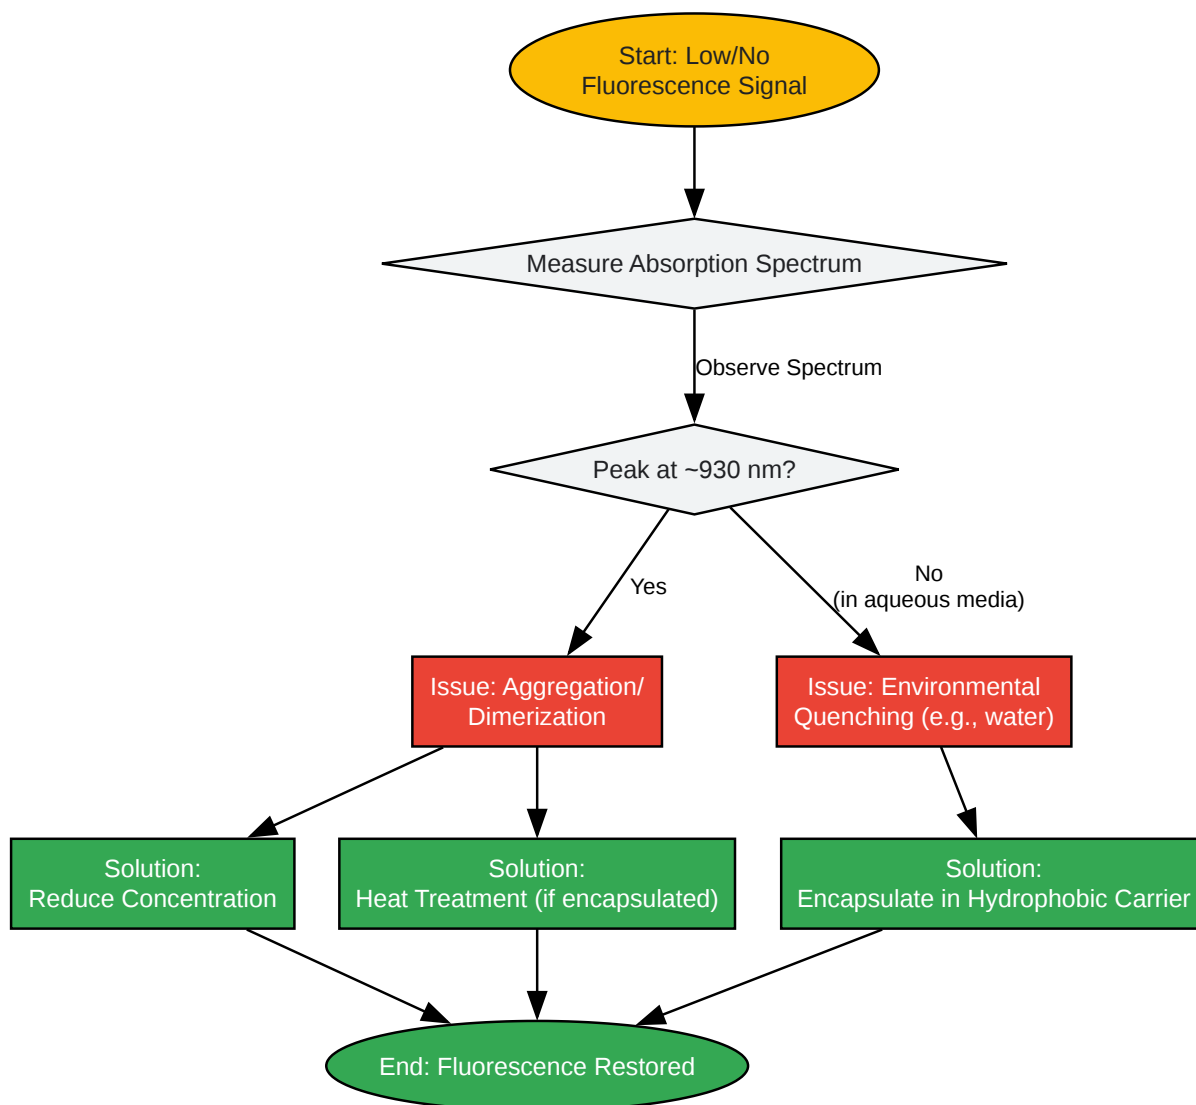 Start: Low/No
Fluorescence Signal
Measure Absorption Spectrum
Observe Spectrum
Peak at ~930 nm?
Yes
No
(in aqueous media)
Issue: Aggregation/
Dimerization
Issue: Environmental
Quenching (e.g., water)
Solution:
Reduce Concentration
Solution:
Heat Treatment (if encapsulated)
Solution:
Encapsulate in Hydrophobic Carrier
End: Fluorescence Restored